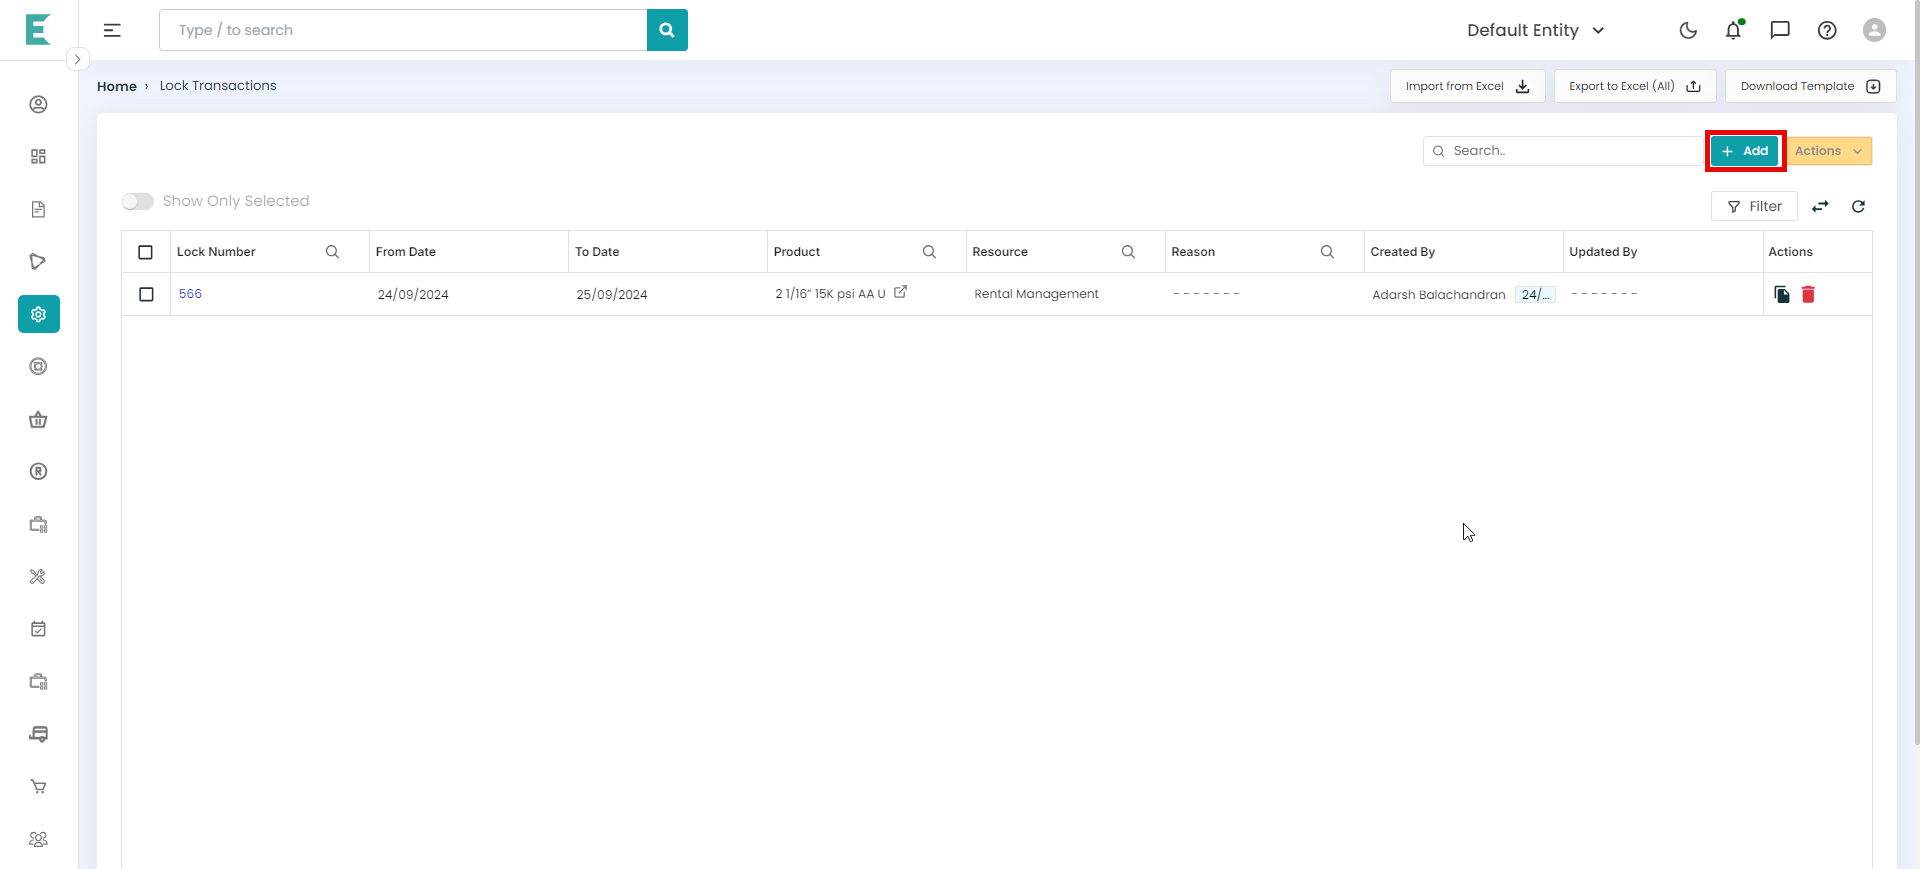 E
Type / to search
Default Entity
Home › Lock Transactions
Import from Excel
Export to Excel (All)
Download Template
Search..
+ Add
Actions
Show Only Selected
Filter
Lock Number From Date To Date Product Resource Reason Created By Updated By Actions
566 24/09/2024 25/09/2024 2 1/16" 15K psi AA U Rental Management - - - - - - - Adarsh Balachandran 24/... - - - - - - -